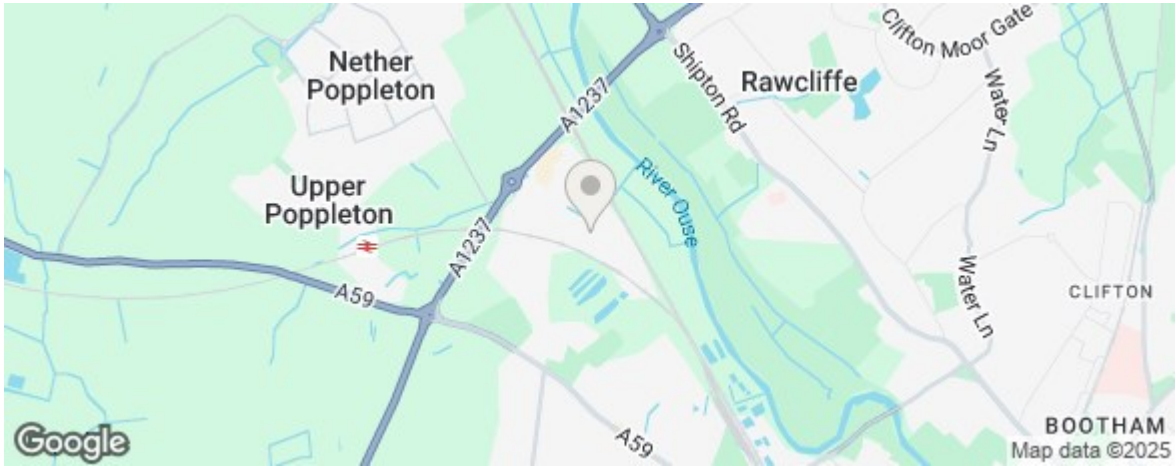 Nether
Poppleton
Upper
Poppleton
A1237
A1237
A59
A59
Shipton Rd
Rawcliffe
Clifton Moor Gate
Water Ln
Water Ln
River Ouse
CLIFTON
BOOTHAM
Google
Map data ©2025